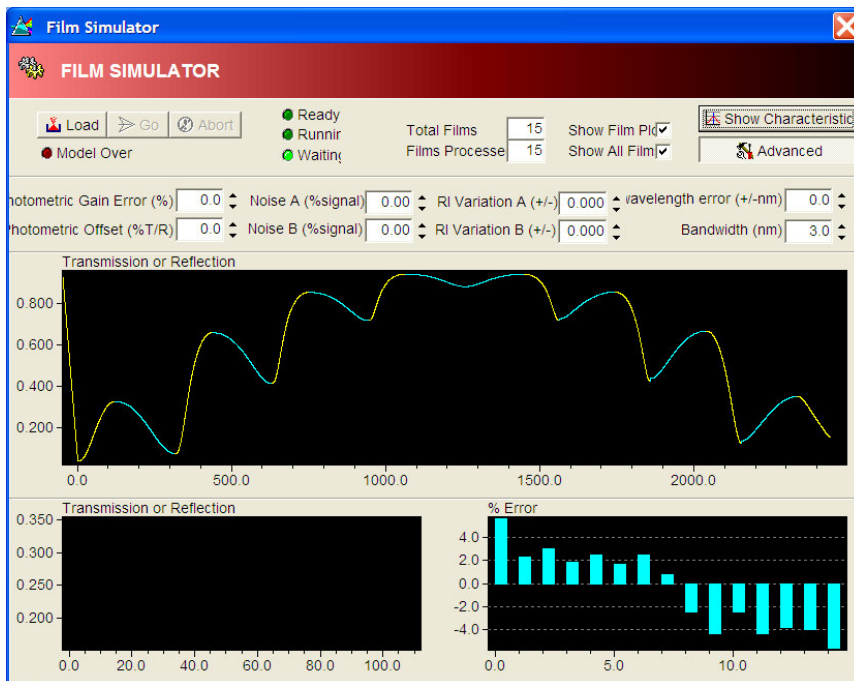 Film Simulator
FILM SIMULATOR
Load
Go
Abort
Model Over
Ready
Runnin
Waiting
Total Films 15
Films Processe 15
Show Film Plo
Show All Film
Show Characteristic
Advanced
hotometric Gain Error (%) 0.0
Noise A (%signal) 0.00
RI Variation A (+/-) 0.000
wavelength error (+/-nm) 0.0
Photometric Offset (%T/R) 0.0
Noise B (%signal) 0.00
RI Variation B (+/-) 0.000
Bandwidth (nm) 3.0
Transmission or Reflection
0.800
0.600
0.400
0.200
0.0 500.0 1000.0 1500.0 2000.0
Transmission or Reflection
0.350
0.300
0.250
0.200
0.0 20.0 40.0 60.0 80.0 100.0
% Error
4.0
2.0
0.0
-2.0
-4.0
0.0 5.0 10.0